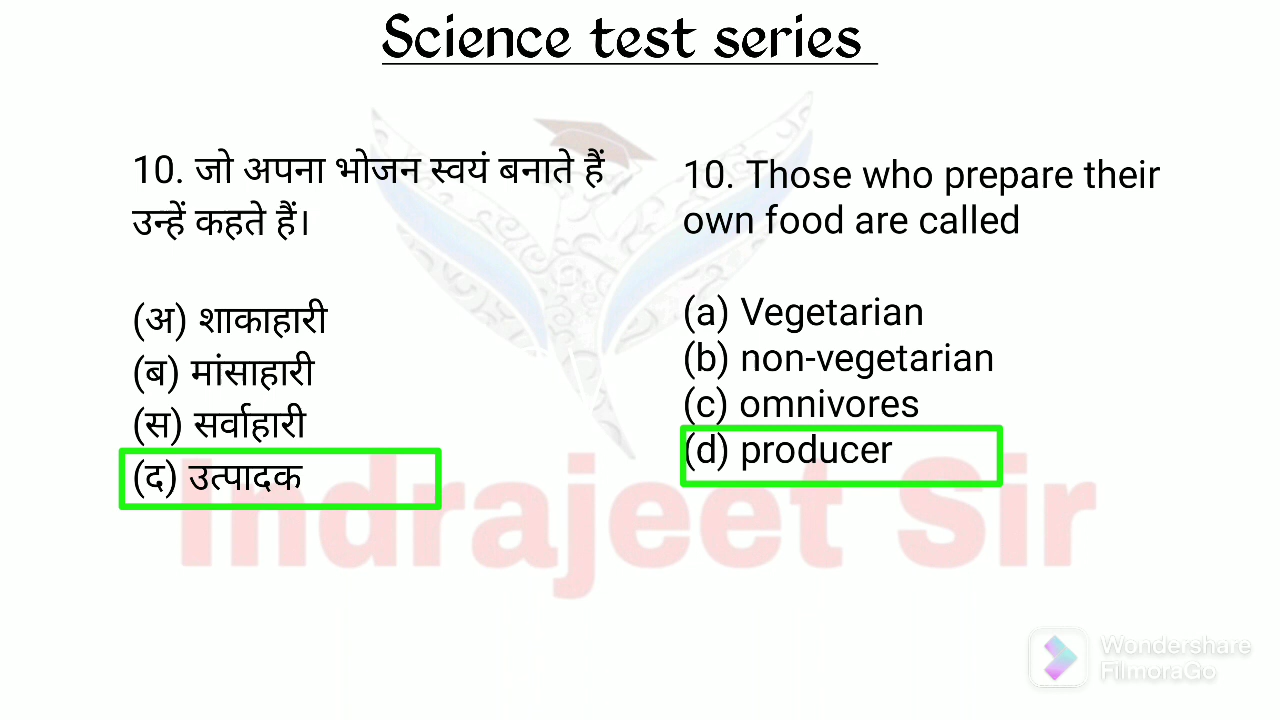 Science test series
10. जो अपना भोजन स्वयं बनाते हैं
उन्हें कहते हैं।
(अ) शाकाहारी
(ब) मांसाहारी
(स) सर्वाहारी
(द) उत्पादक
10. Those who prepare their
own food are called
(a) Vegetarian
(b) non-vegetarian
(c) omnivores
(d) producer
Indrajeet Sir
Wondershare
FilmoraGo